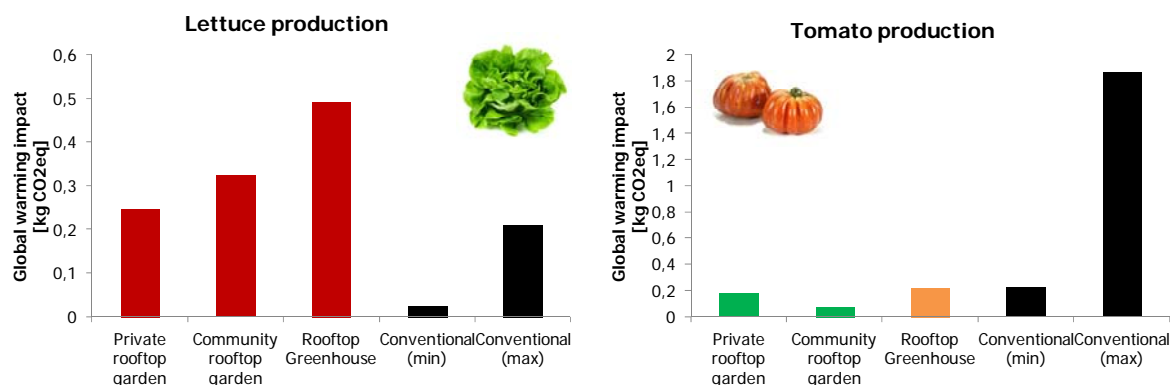 Lettuce production
Global warming impact
[kg CO2eq]
0,6
0,5
0,4
0,3
0,2
0,1
0
Private
rooftop
garden
Community
rooftop
garden
Rooftop
Greenhouse
Conventional
(min)
Conventional
(max)
Tomato production
Global warming impact
[kg CO2eq]
2
1,8
1,6
1,4
1,2
1
0,8
0,6
0,4
0,2
0
Private
rooftop
garden
Community
rooftop
garden
Rooftop
Greenhouse
Conventional
(min)
Conventional
(max)